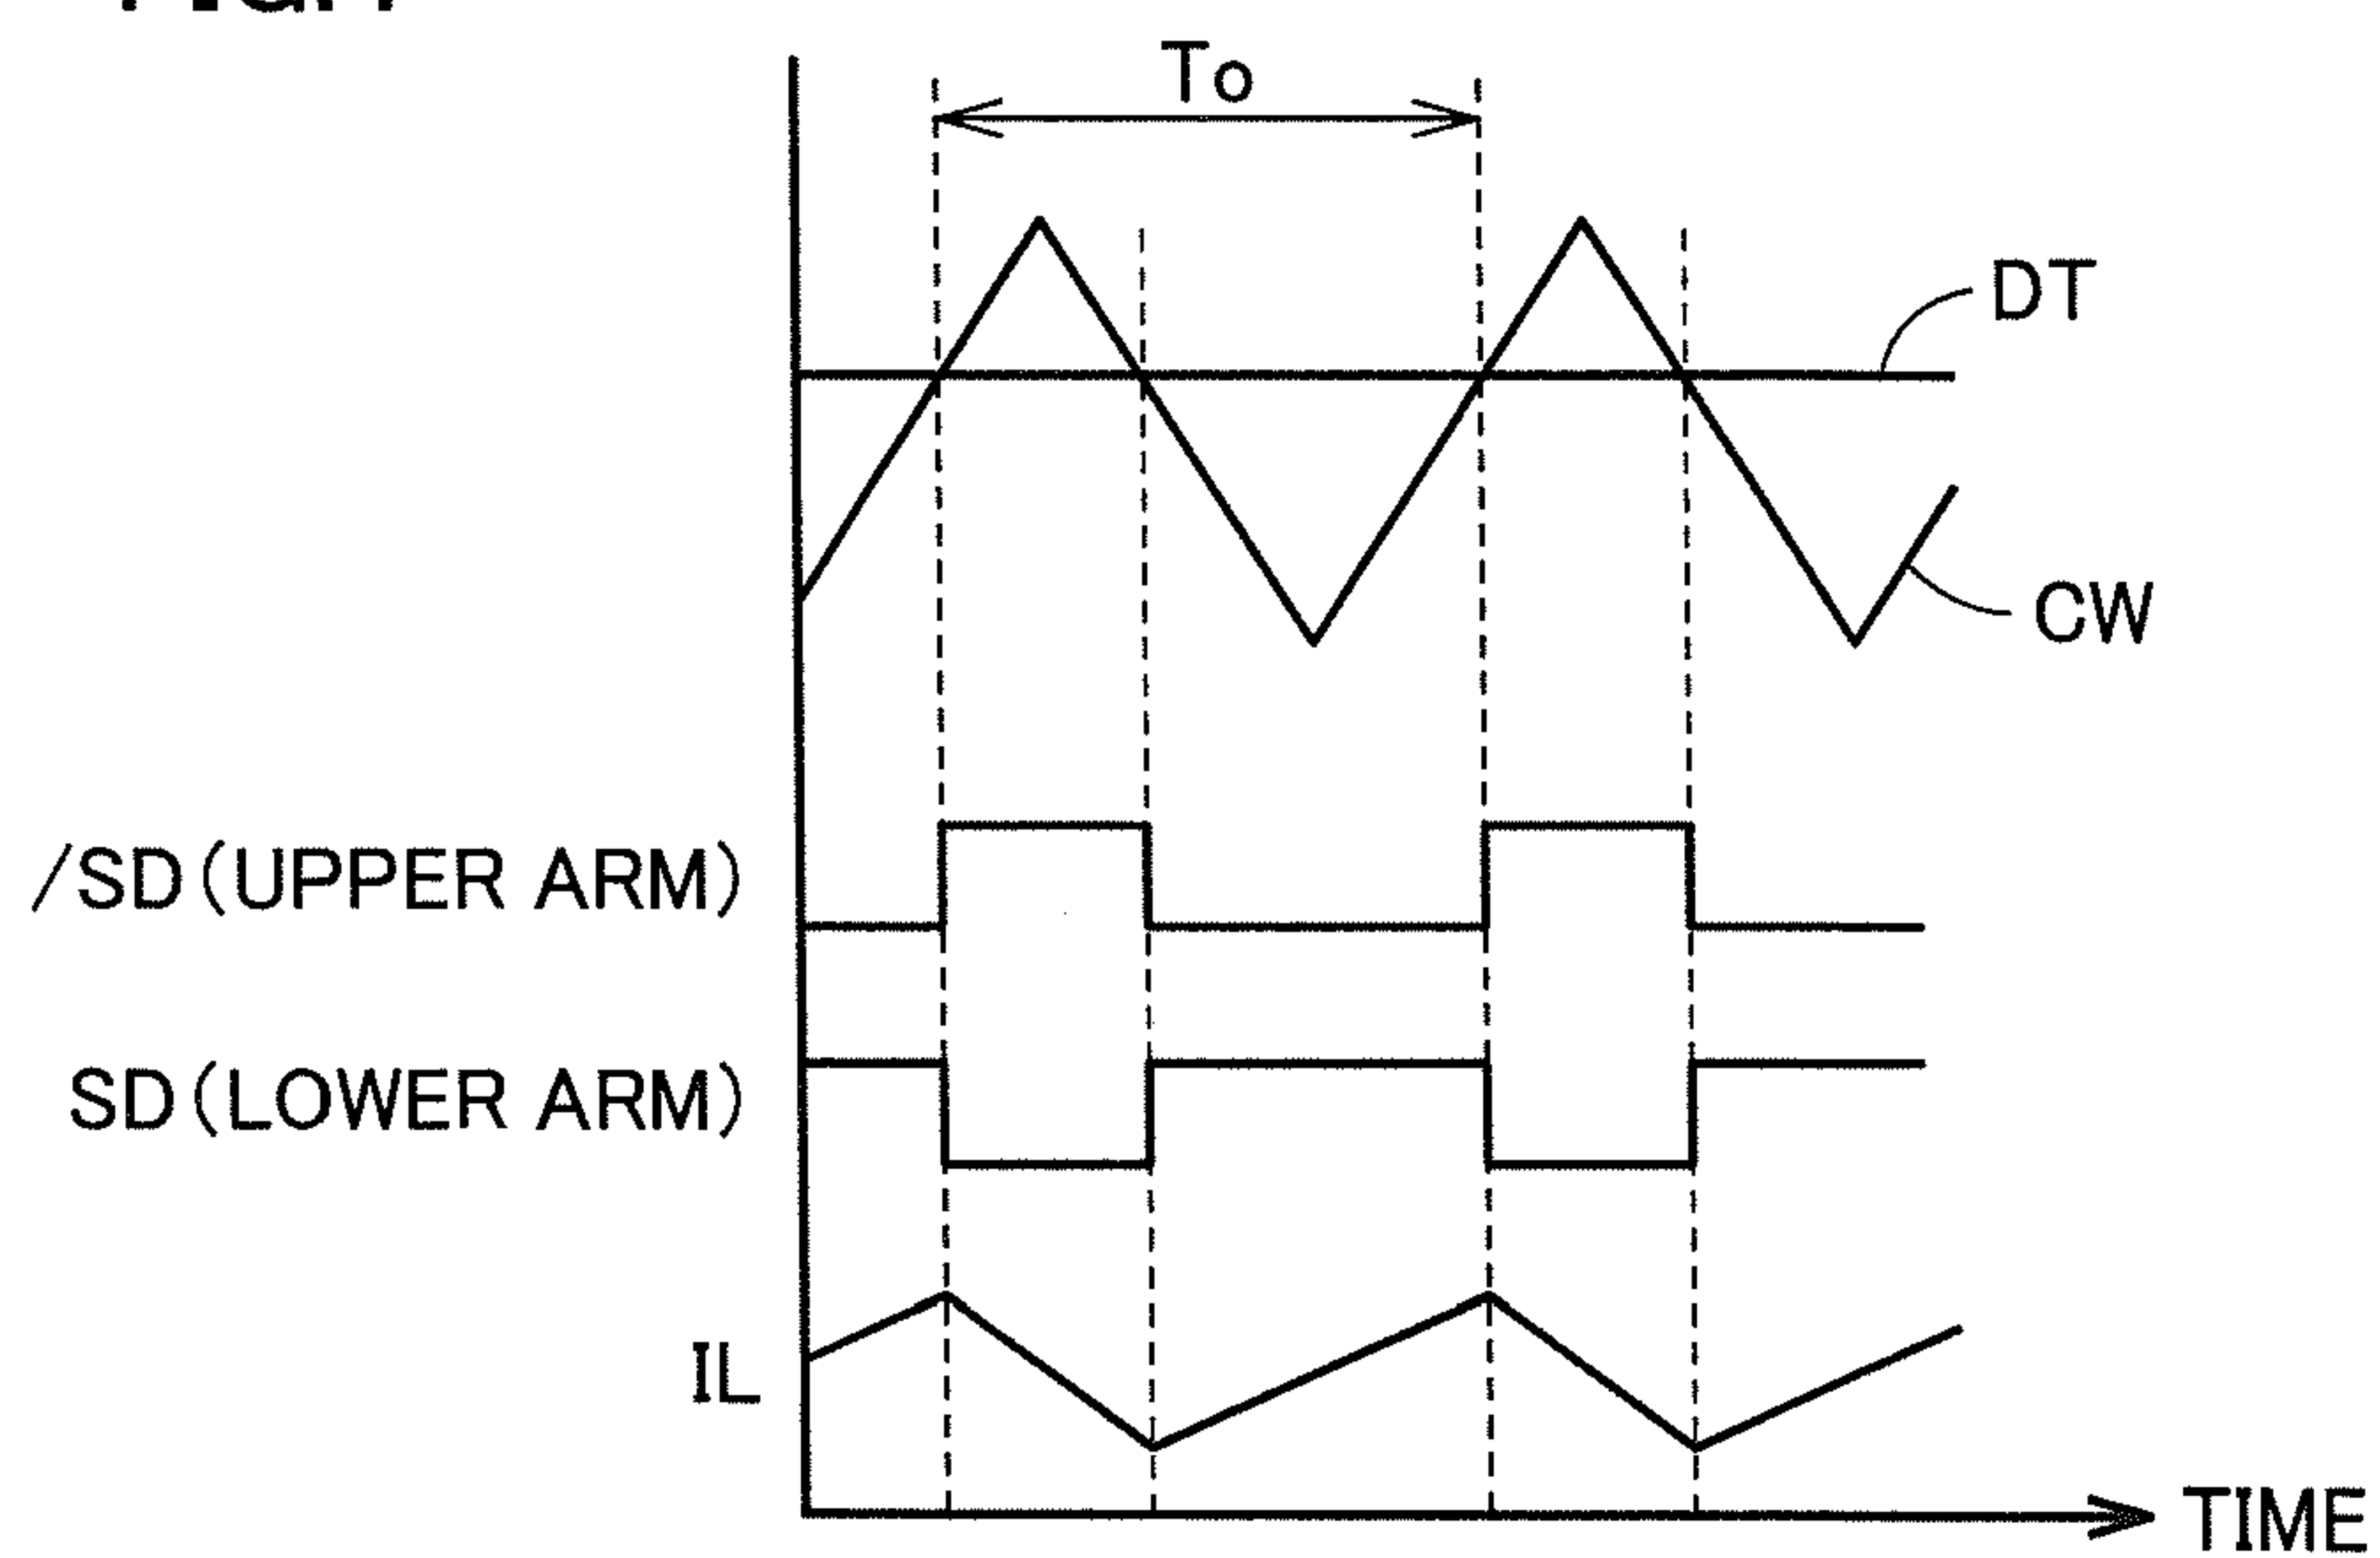 To
DT
CW
/SD(UPPER ARM)
SD(LOWER ARM)
IL
TIME